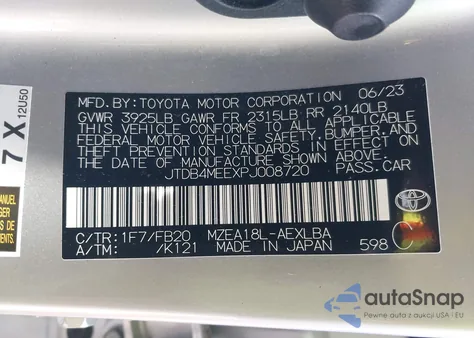 MFD. BY: TOYOTA MOTOR CORPORATION 06/23
GVWR 3925LB GAWR FR 2315LB RR 2140LB
THIS VEHICLE CONFORMS TO ALL APPLICABLE
FEDERAL MOTOR VEHICLE SAFETY, BUMPER, AND
THEFT PREVENTION STANDARDS IN EFFECT ON
THE DATE OF MANUFACTURE SHOWN ABOVE.
JTDB4MEEXPJ008720 PASS.CAR
C/TR: 1F7/FB20 MZEA18L-AEXLBA
A/TM: /K121 MADE IN JAPAN 598
C
7 X
12U50
autoSnap
Pewne auta z aukcji USA i EU